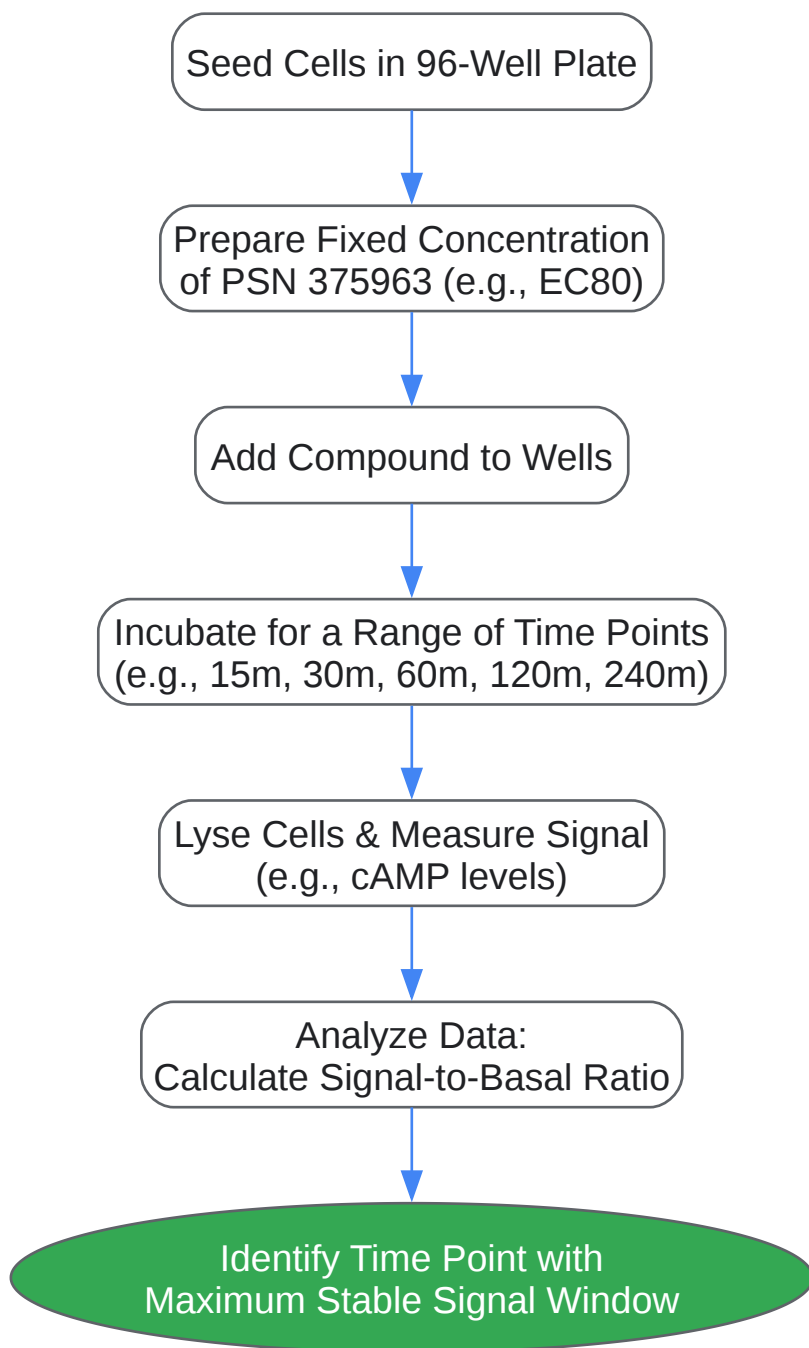 Seed Cells in 96-Well Plate
Prepare Fixed Concentration
of PSN 375963 (e.g., EC80)
Add Compound to Wells
Incubate for a Range of Time Points
(e.g., 15m, 30m, 60m, 120m, 240m)
Lyse Cells & Measure Signal
(e.g., cAMP levels)
Analyze Data:
Calculate Signal-to-Basal Ratio
Identify Time Point with
Maximum Stable Signal Window